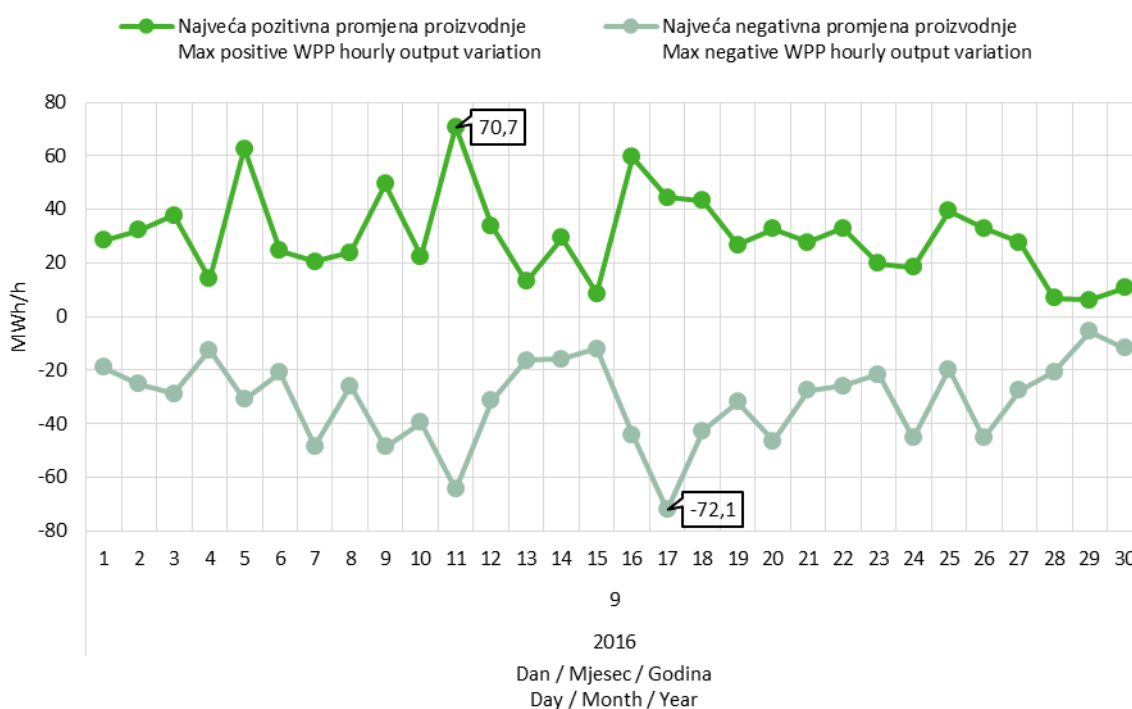 Najveća pozitivna promjena proizvodnje
Max positive WPP hourly output variation
Najveća negativna promjena proizvodnje
Max negative WPP hourly output variation
MWh/h
80
60
40
20
0
-20
-40
-60
-80
70,7
-72,1
1 2 3 4 5 6 7 8 9 10 11 12 13 14 15 16 17 18 19 20 21 22 23 24 25 26 27 28 29 30
9
2016
Dan / Mjesec / Godina
Day / Month / Year